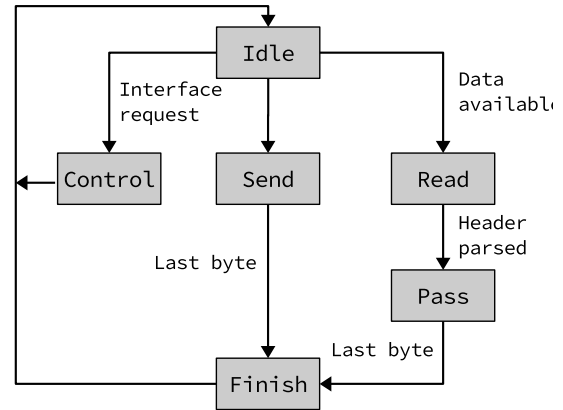 Idle
Interface
request
Data
available
Control
Send
Read
Header
parsed
Last byte
Pass
Last byte
Finish